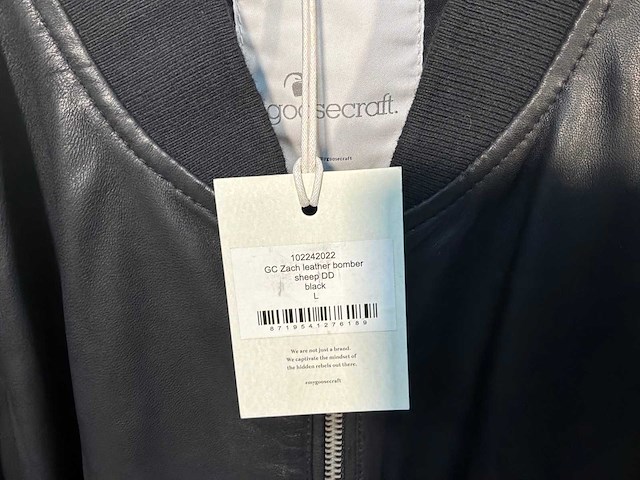 goosecraft.
102242022
GC Zach leather bomber
sheep DD
black
L
8719541276189
We are not just a brand.
We captivate the mindset of
the hidden rebels out there.
#mygoosecraft